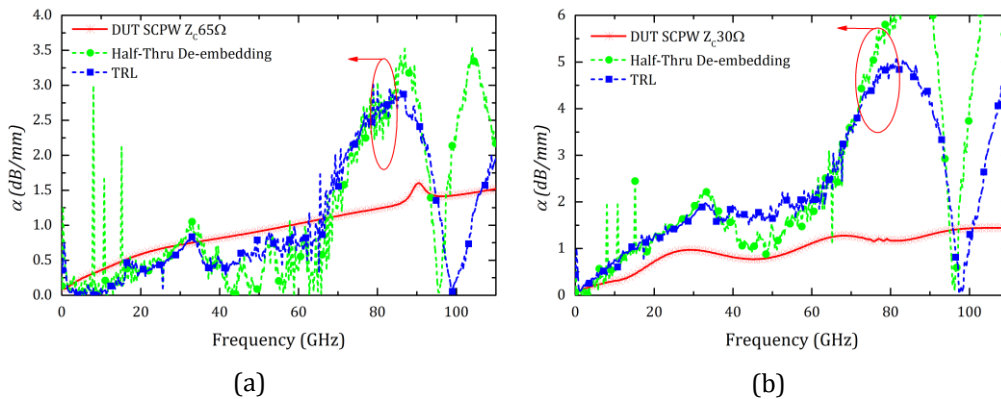 4.0
3.5
3.0
2.5
2.0
1.5
1.0
0.5
0.0
α (dB/mm)
DUT SCPW Z_C65Ω
Half-Thru De-embedding
TRL
0 20 40 60 80 100
Frequency (GHz)
(a)
6
5
4
3
2
1
0
α (dB/mm)
DUT SCPW Z_C30Ω
Half-Thru De-embedding
TRL
0 20 40 60 80 100
Frequency (GHz)
(b)